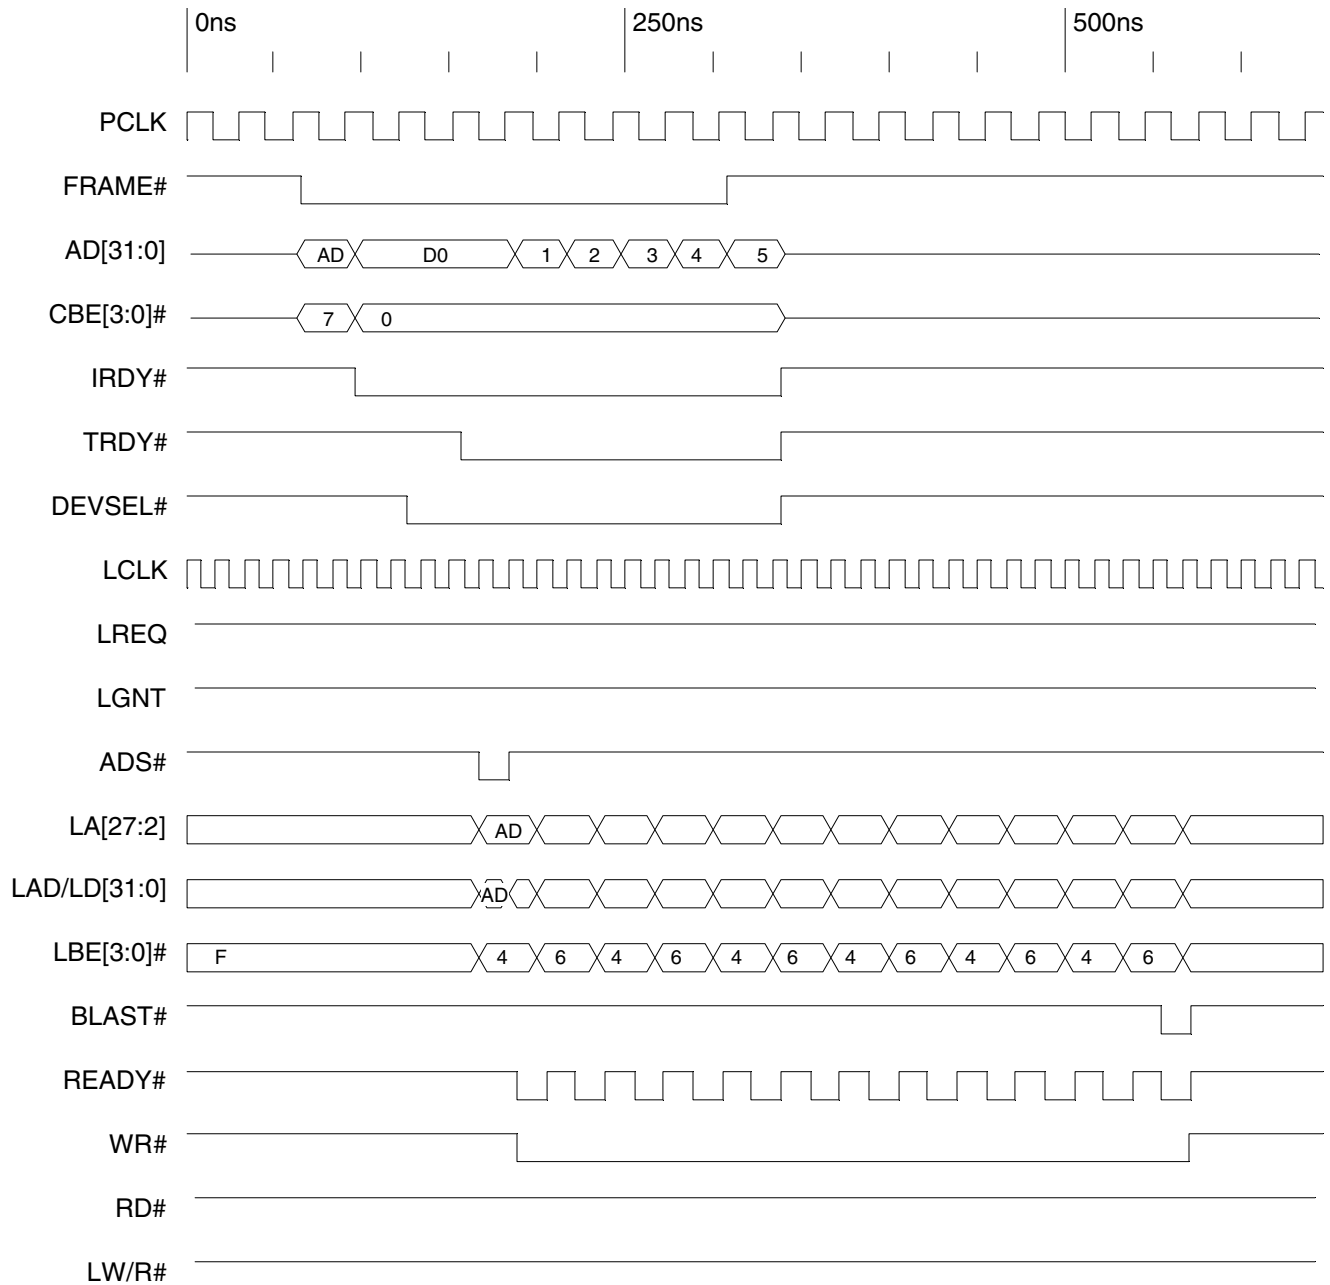 0ns 250ns 500ns
PCLK
FRAME#
AD[31:0] AD D0 1 2 3 4 5
CBE[3:0]# 7 0
IRDY#
TRDY#
DEVSEL#
LCLK
LREQ
LGNT
ADS#
LA[27:2] AD
LAD/LD[31:0] AD
LBE[3:0]# F 4 6 4 6 4 6 4 6 4 6 4 6
BLAST#
READY#
WR#
RD#
LW/R#